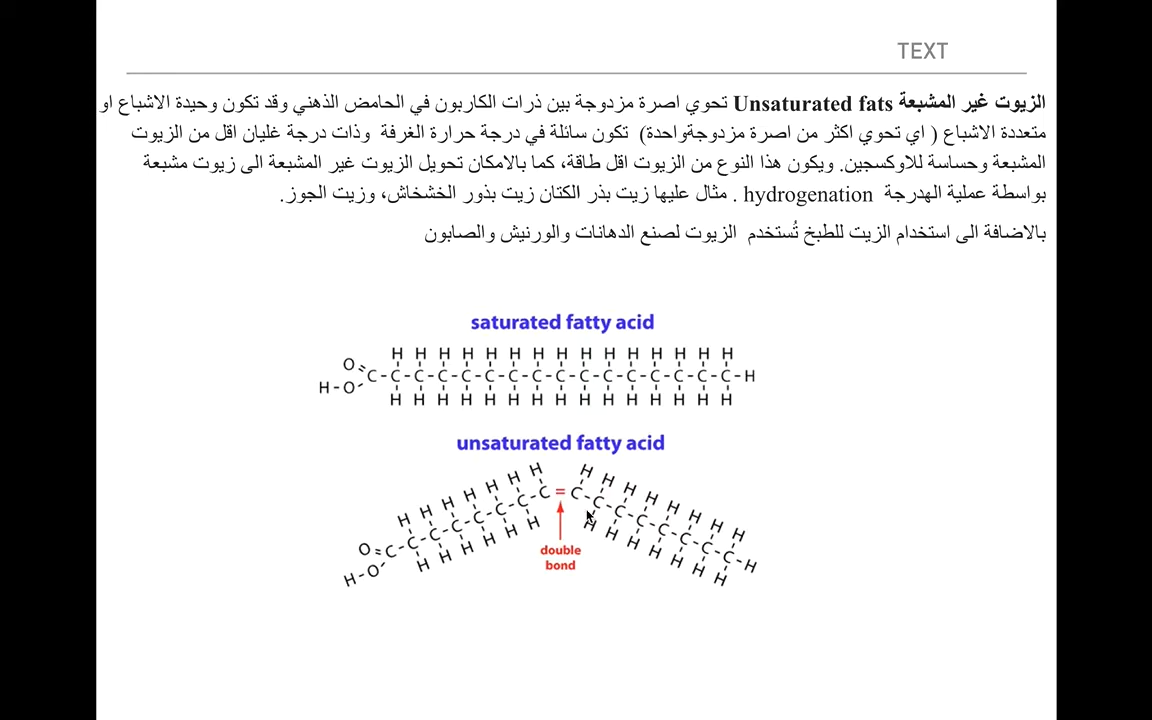 TEXT
الزيوت غير المشبعة Unsaturated fats تحوي اصرة مزدوجة بين ذرات الكاربون في الحامض الذهني وقد تكون وحيدة الاشباع او
متعددة الاشباع ( اي تحوي اكثر من اصرة مزدوجةواحدة) تكون سائلة في درجة حرارة الغرفة وذات درجة غليان اقل من الزيوت
المشبعة وحساسة للاوكسجين. ويكون هذا النوع من الزيوت اقل طاقة، كما بالامكان تحويل الزيوت غير المشبعة الى زيوت مشبعة
بواسطة عملية الهدرجة hydrogenation . مثال عليها زيت بذر الكتان زيت بذور الخشخاش، وزيت الجوز.
بالاضافة الى استخدام الزيت للطبخ تُستخدم الزيوت لصنع الدهانات والورنيش والصابون
saturated fatty acid
H H H H H H H H H H H H H H H
O
C-C-C-C-C-C-C-C-C-C-C-C-C-C-C-C-H
H-O
H H H H H H H H H H H H H H H
unsaturated fatty acid
H H H H H H H H H H H H H H H
O=C-C-C-C-C-C-C-C=C-C-C-C-C-C-C-C-H
H-O
H H H H H H H H H H H H H
double
bond